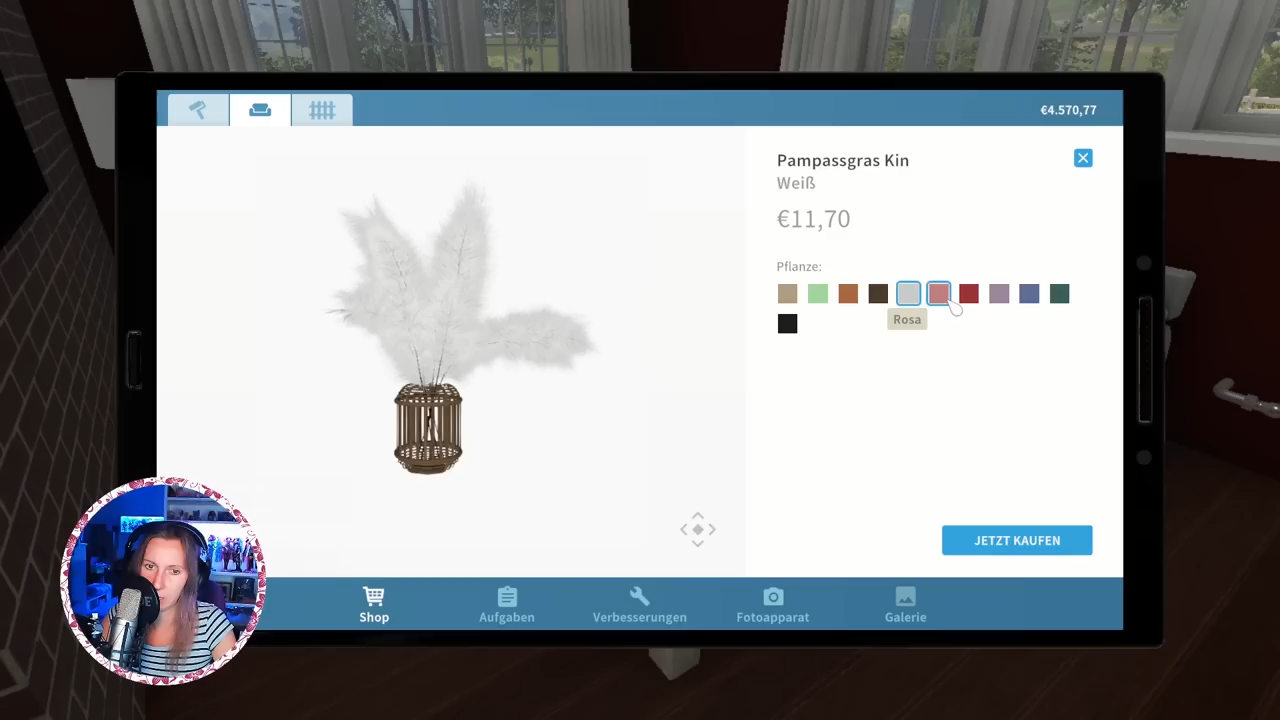 €4.570,77
Pampassgras Kin
Weiß
€11,70
Pflanze:
Rosa
JETZT KAUFEN
Shop
Aufgaben
Verbesserungen
Fotoapparat
Galerie